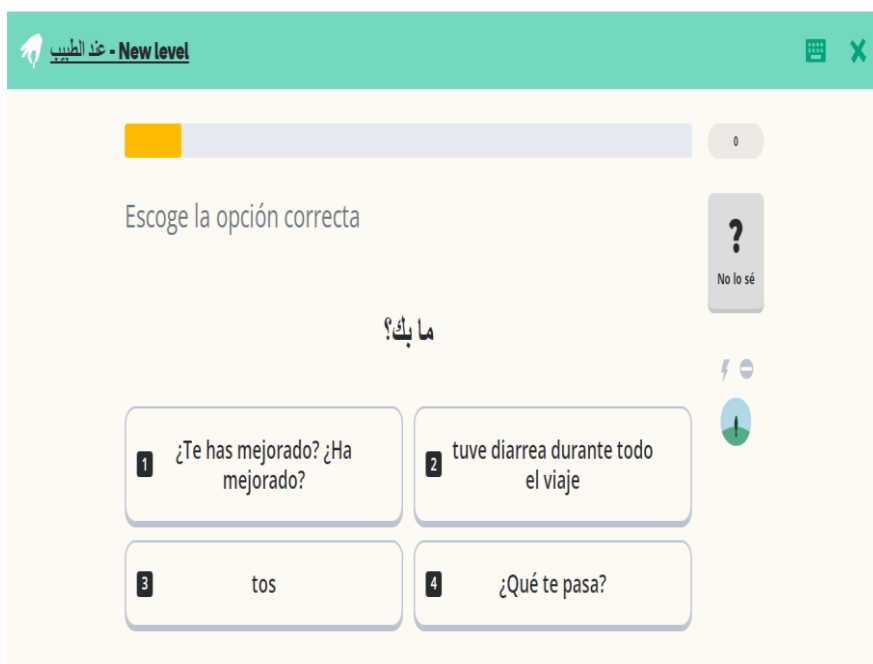 عند الطبيب - New level
0
Escoge la opción correcta
?
No lo sé
ما بك؟
1 ¿Te has mejorado? ¿Ha
mejorado?
2 tuve diarrea durante todo
el viaje
3 tos
4 ¿Qué te pasa?